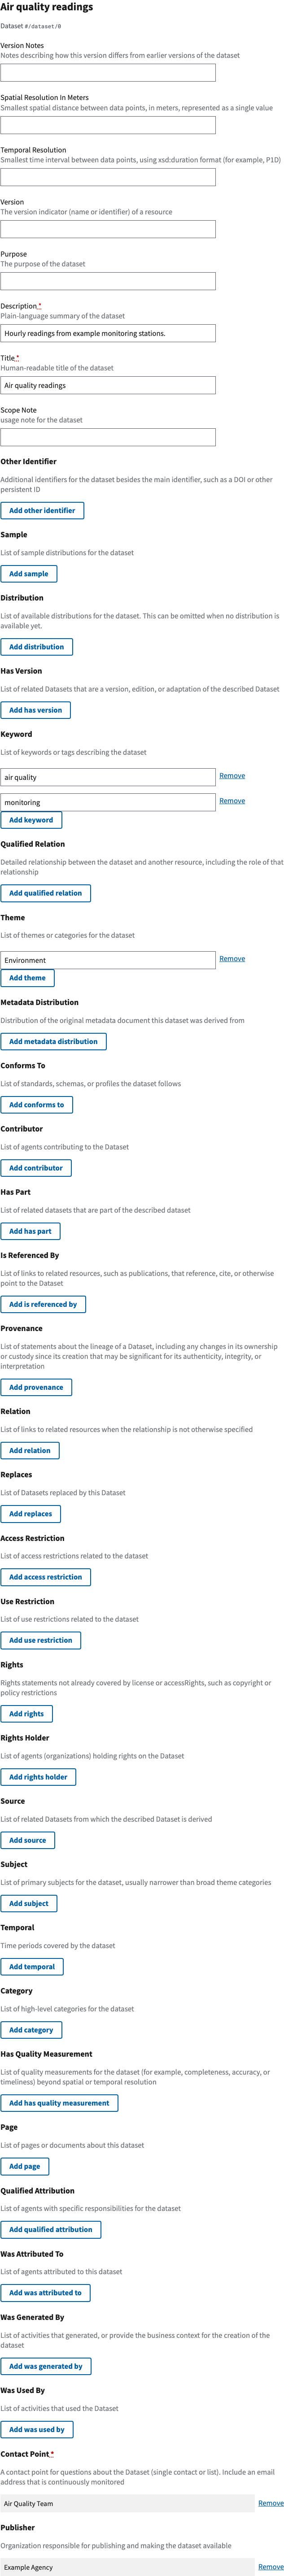 Air quality readings
Dataset #/dataset/0
Version Notes
Notes describing how this version differs from earlier versions of the dataset
Spatial Resolution In Meters
Smallest spatial distance between data points, in meters, represented as a single value
Temporal Resolution
Smallest time interval between data points, using xsd:duration format (for example, P1D)
Version
The version indicator (name or identifier) of a resource
Purpose
The purpose of the dataset
Description *
Plain-language summary of the dataset
Hourly readings from example monitoring stations.
Title *
Human-readable title of the dataset
Air quality readings
Scope Note
usage note for the dataset
Other Identifier
Additional identifiers for the dataset besides the main identifier, such as a DOI or other
persistent ID
Add other identifier
Sample
List of sample distributions for the dataset
Add sample
Distribution
List of available distributions for the dataset. This can be omitted when no distribution is
available yet.
Add distribution
Has Version
List of related Datasets that are a version, edition, or adaptation of the described Dataset
Add has version
Keyword
List of keywords or tags describing the dataset
air quality Remove
monitoring Remove
Add keyword
Qualified Relation
Detailed relationship between the dataset and another resource, including the role of that
relationship
Add qualified relation
Theme
List of themes or categories for the dataset
Environment Remove
Add theme
Metadata Distribution
Distribution of the original metadata document this dataset was derived from
Add metadata distribution
Conforms To
List of standards, schemas, or profiles the dataset follows
Add conforms to
Contributor
List of agents contributing to the Dataset
Add contributor
Has Part
List of related datasets that are part of the described dataset
Add has part
Is Referenced By
List of links to related resources, such as publications, that reference, cite, or otherwise
point to the Dataset
Add is referenced by
Provenance
List of statements about the lineage of a Dataset, including any changes in its ownership
or custody since its creation that may be significant for its authenticity, integrity, or
interpretation
Add provenance
Relation
List of links to related resources when the relationship is not otherwise specified
Add relation
Replaces
List of Datasets replaced by this Dataset
Add replaces
Access Restriction
List of access restrictions related to the dataset
Add access restriction
Use Restriction
List of use restrictions related to the dataset
Add use restriction
Rights
Rights statements not already covered by license or accessRights, such as copyright or
policy restrictions
Add rights
Rights Holder
List of agents (organizations) holding rights on the Dataset
Add rights holder
Source
List of related Datasets from which the described Dataset is derived
Add source
Subject
List of primary subjects for the dataset, usually narrower than broad theme categories
Add subject
Temporal
Time periods covered by the dataset
Add temporal
Category
List of high-level categories for the dataset
Add category
Has Quality Measurement
List of quality measurements for the dataset (for example, completeness, accuracy, or
timeliness) beyond spatial or temporal resolution
Add has quality measurement
Page
List of pages or documents about this dataset
Add page
Qualified Attribution
List of agents with specific responsibilities for the dataset
Add qualified attribution
Was Attributed To
List of agents attributed to this dataset
Add was attributed to
Was Generated By
List of activities that generated, or provide the business context for the creation of the
dataset
Add was generated by
Was Used By
List of activities that used the Dataset
Add was used by
Contact Point *
A contact point for questions about the Dataset (single contact or list). Include an email
address that is continuously monitored
Air Quality Team Remove
Publisher
Organization responsible for publishing and making the dataset available
Example Agency Remove